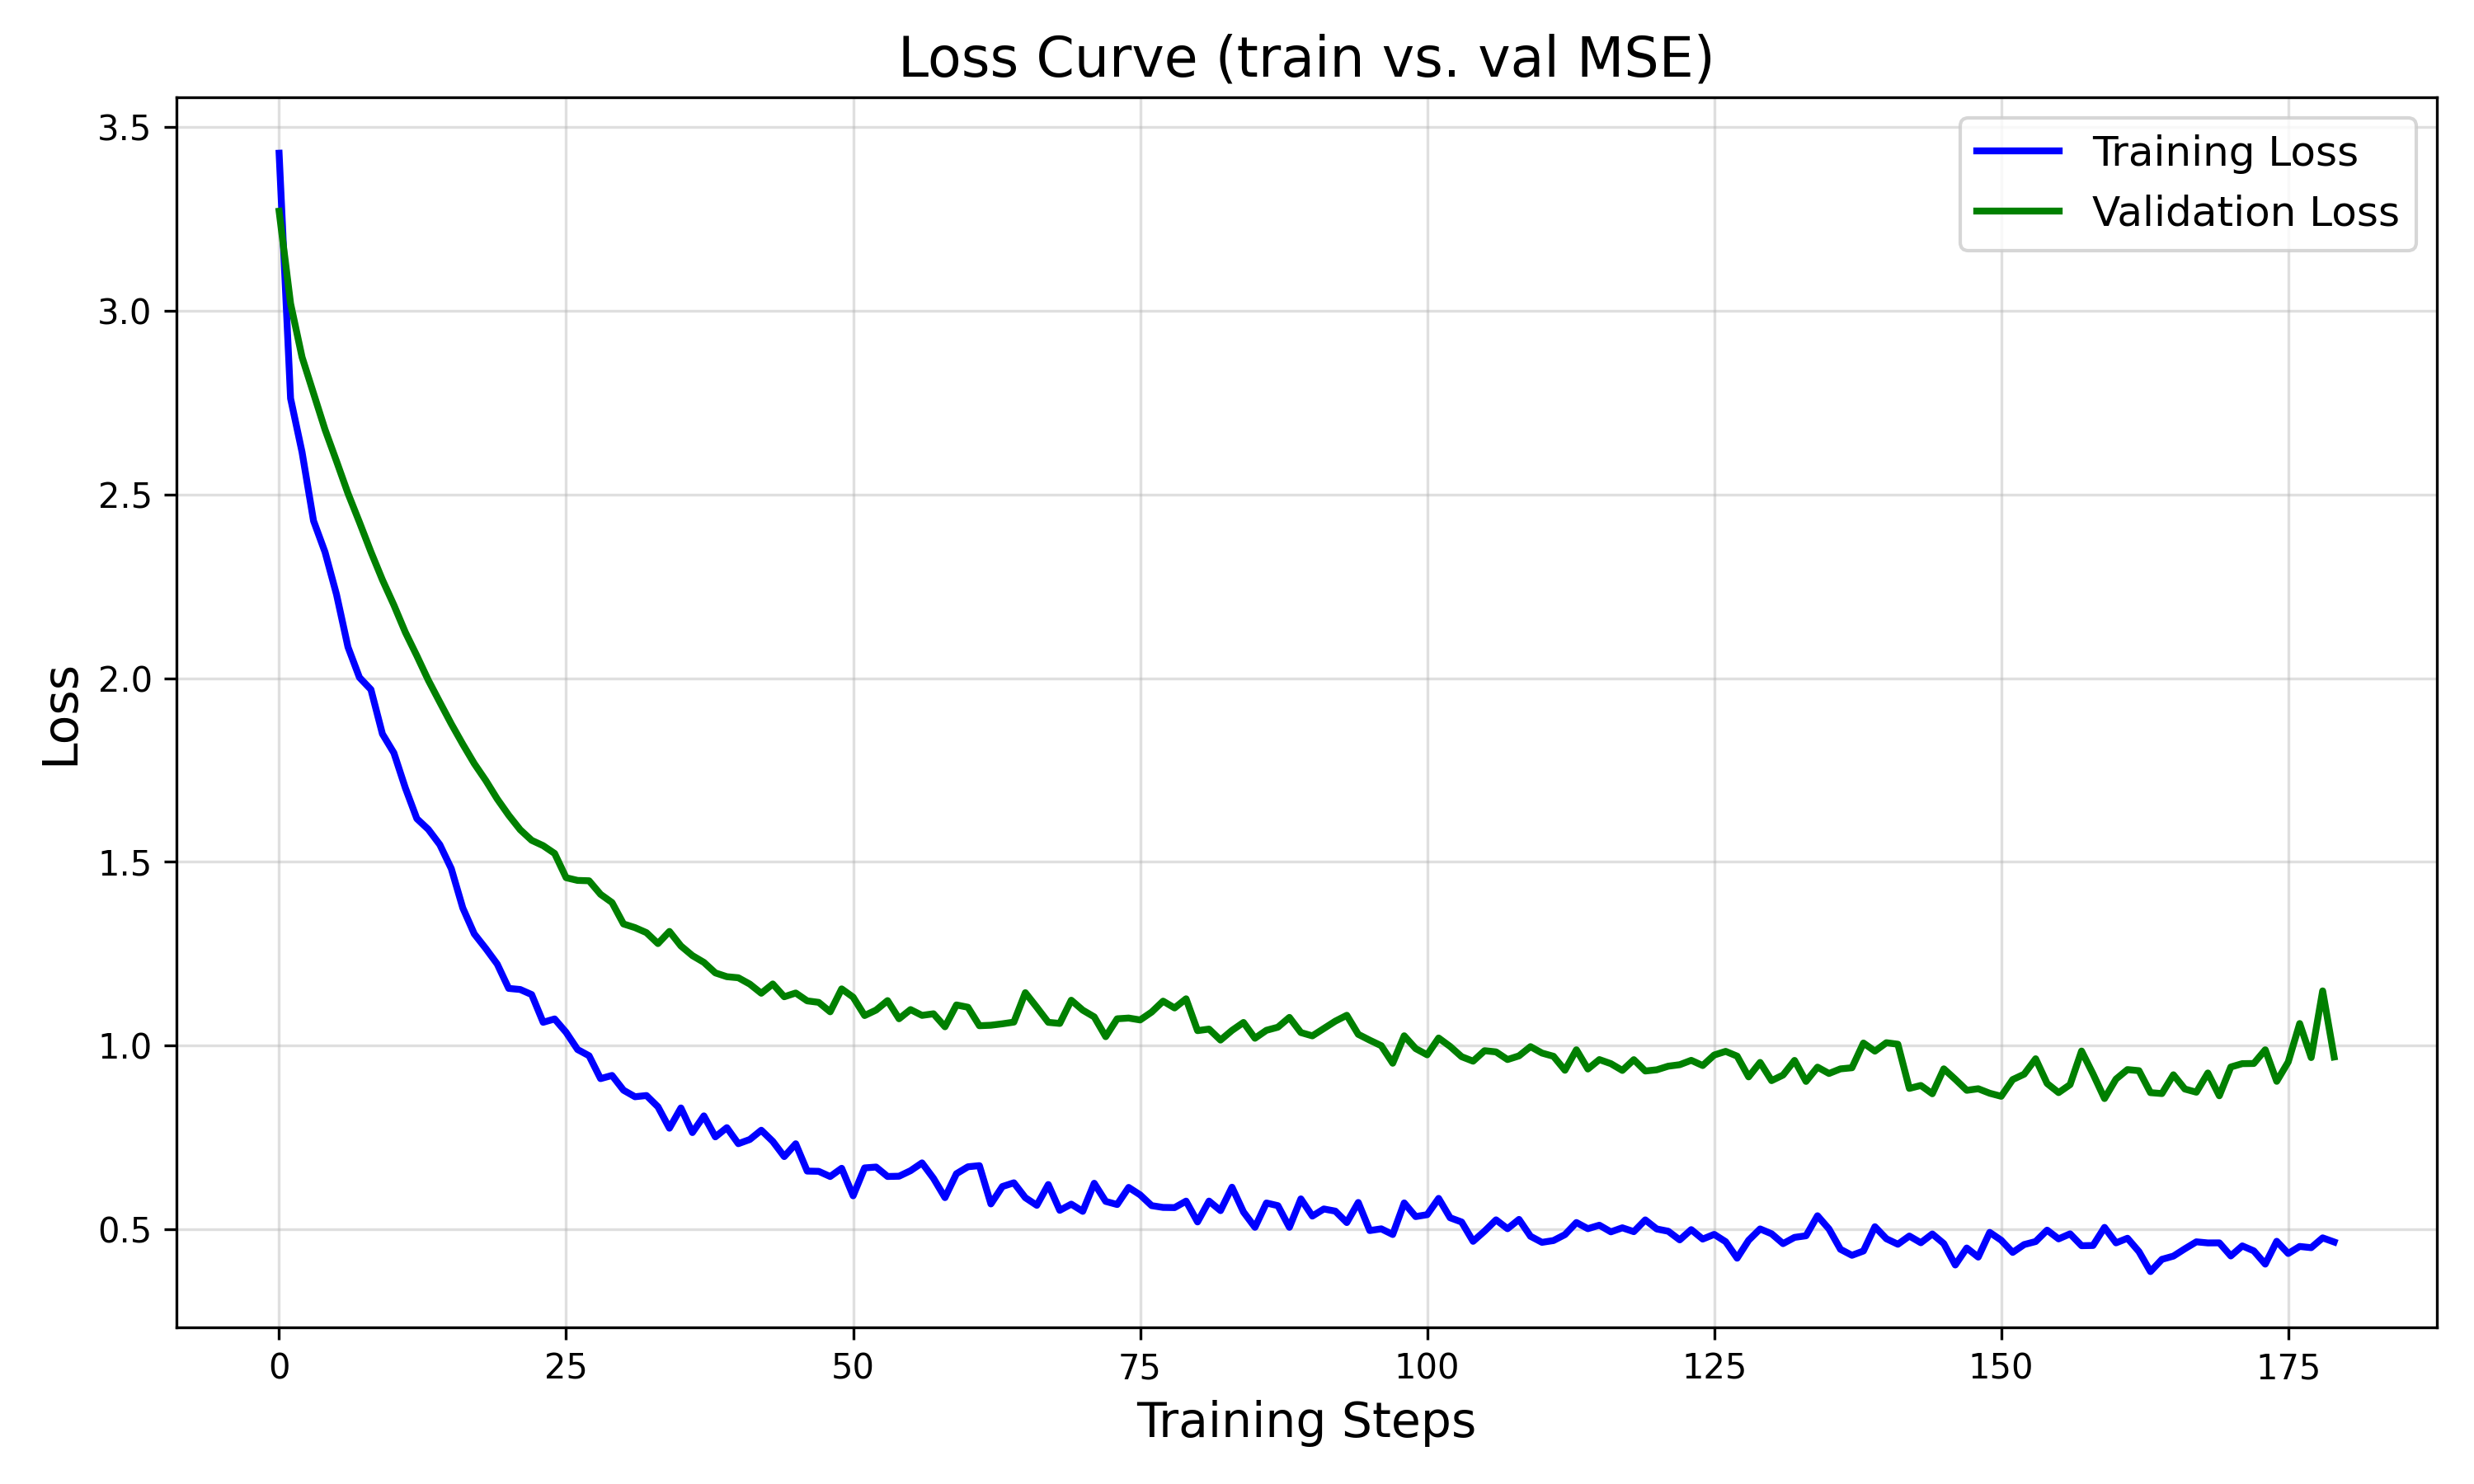 Loss Curve (train vs. val MSE)
3.5
3.0
2.5
2.0
1.5
1.0
0.5
Loss
Training Loss
Validation Loss
0 25 50 75 100 125 150 175
Training Steps